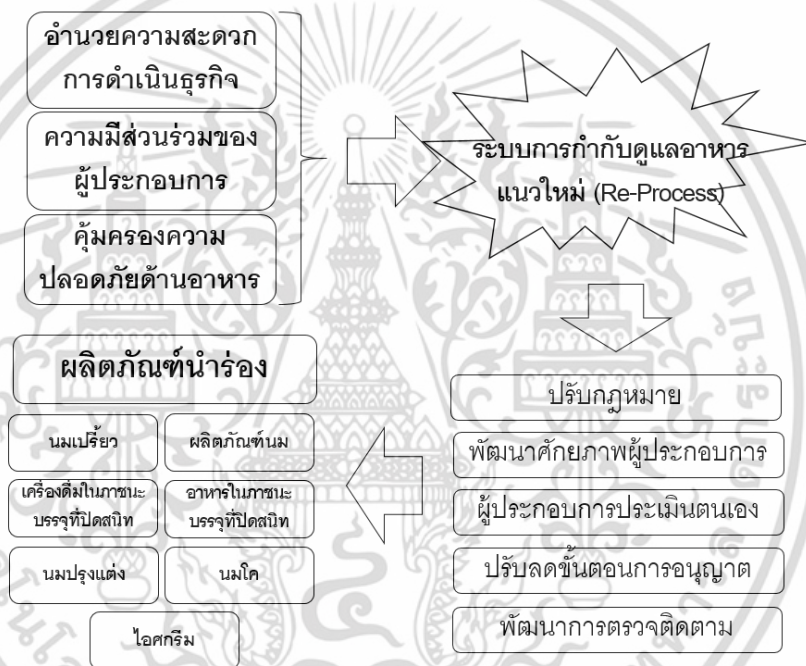 อำนวยความสะดวก
การดำเนินธุรกิจ
ความมีส่วนร่วมของ
ผู้ประกอบการ
คุ้มครองความ
ปลอดภัยด้านอาหาร
ระบบการกำกับดูแลอาหาร
แนวใหม่ (Re-Process)
ปรับกฎหมาย
พัฒนาศักยภาพผู้ประกอบการ
ผู้ประกอบการประเมินตนเอง
ปรับลดขั้นตอนการอนุญาต
พัฒนาการตรวจติดตาม
ผลิตภัณฑ์นำร่อง
นมเปรี้ยว
ผลิตภัณฑ์นม
เครื่องดื่มในภาชนะ
บรรจุที่ปิดสนิท
อาหารในภาชนะ
บรรจุที่ปิดสนิท
นมปรุงแต่ง
นมโค
ไอศกรีม